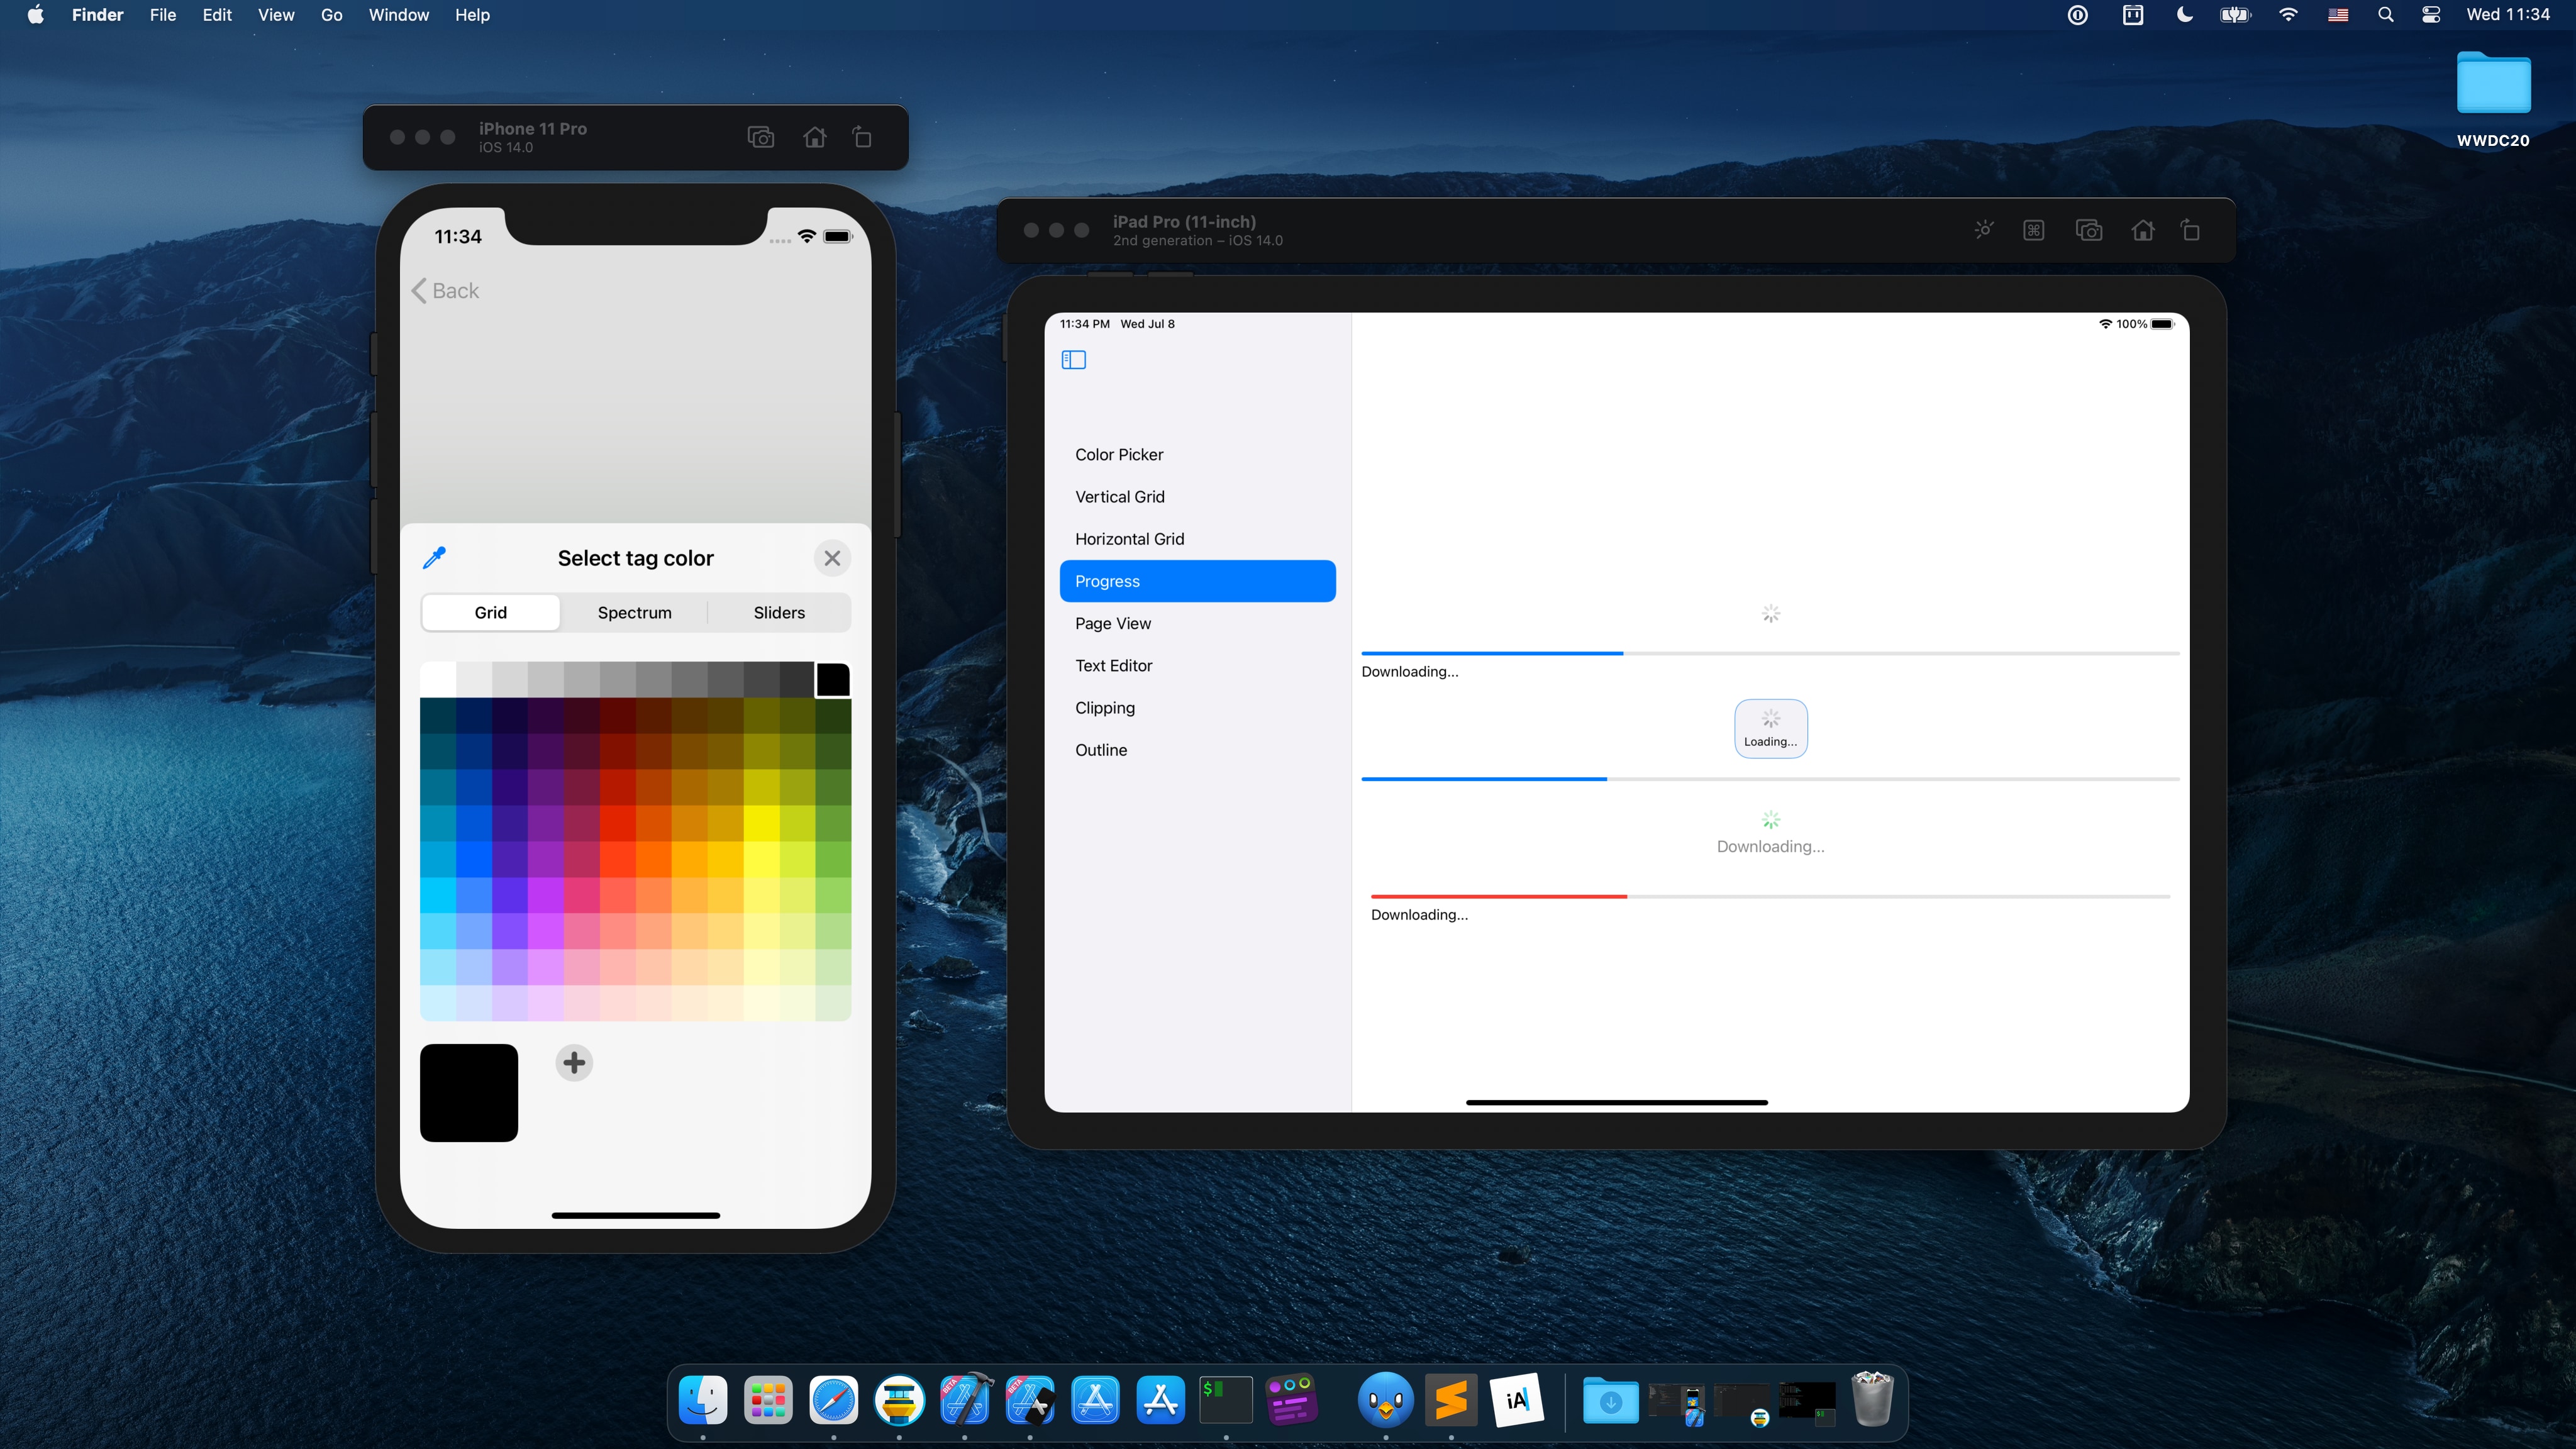 Finder File Edit View Go Window Help
Wed 11:34
WWDC20
iPhone 11 Pro
iOS 14.0
11:34
Back
Select tag color
Grid Spectrum Sliders
iPad Pro (11-inch)
2nd generation – iOS 14.0
11:34 PM Wed Jul 8
100%
Color Picker
Vertical Grid
Horizontal Grid
Progress
Page View
Text Editor
Clipping
Outline
Downloading...
Loading...
Downloading...
Downloading...
BETA
BETA
$
iA